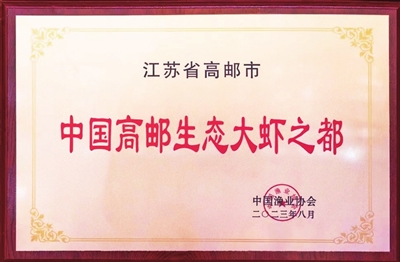 江苏省高邮市
中国高邮生态大虾之都
中国渔业协会
二〇二三年八月